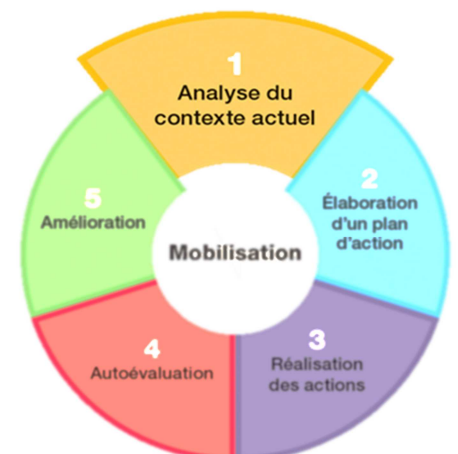 1
Analyse du
contexte actuel
2
Élaboration
d'un plan
d'action
3
Réalisation
des actions
4
Autoévaluation
5
Amélioration
Mobilisation